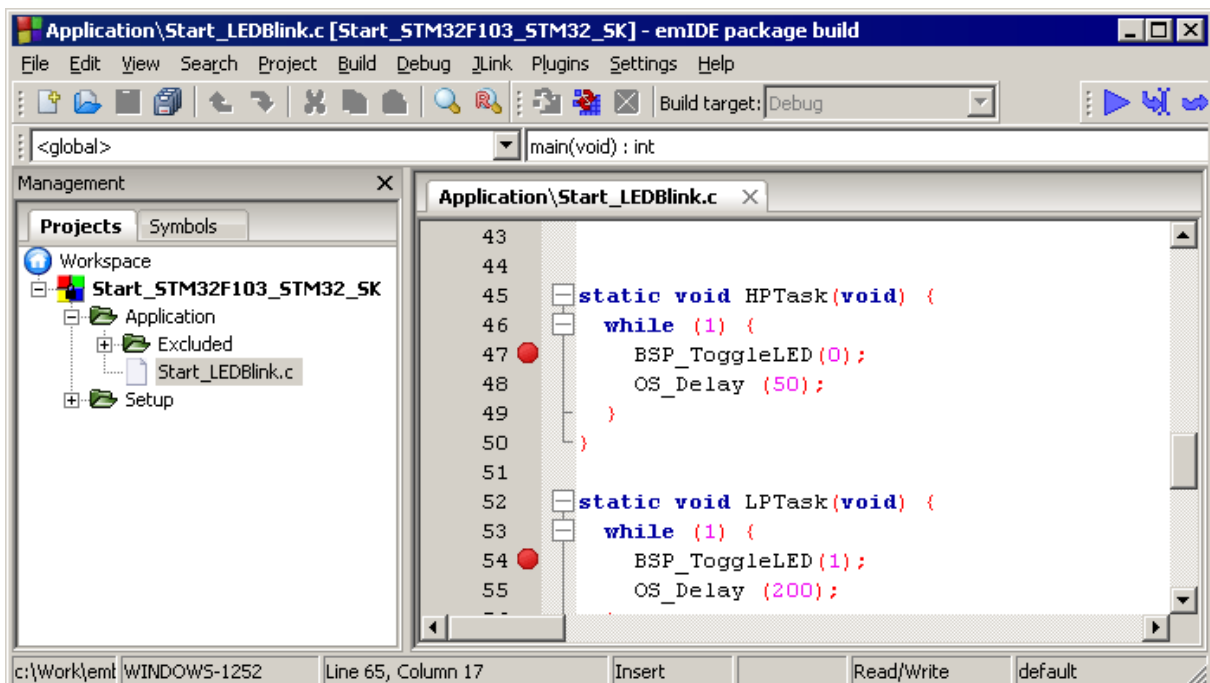 Application\Start_LEDBlink.c [Start_STM32F103_STM32_SK] - emIDE package build
File Edit View Search Project Build Debug JLink Plugins Settings Help
Build target: Debug
<global> main(void) : int
Management
Application\Start_LEDBlink.c
Projects Symbols
Workspace
Start_STM32F103_STM32_SK
Application
Excluded
Start_LEDBlink.c
Setup
43
44
45 static void HPTask(void) {
46 while (1) {
47 BSP_ToggleLED(0);
48 OS_Delay (50);
49 }
50 }
51
52 static void LPTask(void) {
53 while (1) {
54 BSP_ToggleLED(1);
55 OS_Delay (200);
c:\Work\emb WINDOWS-1252 Line 65, Column 17 Insert Read/Write default